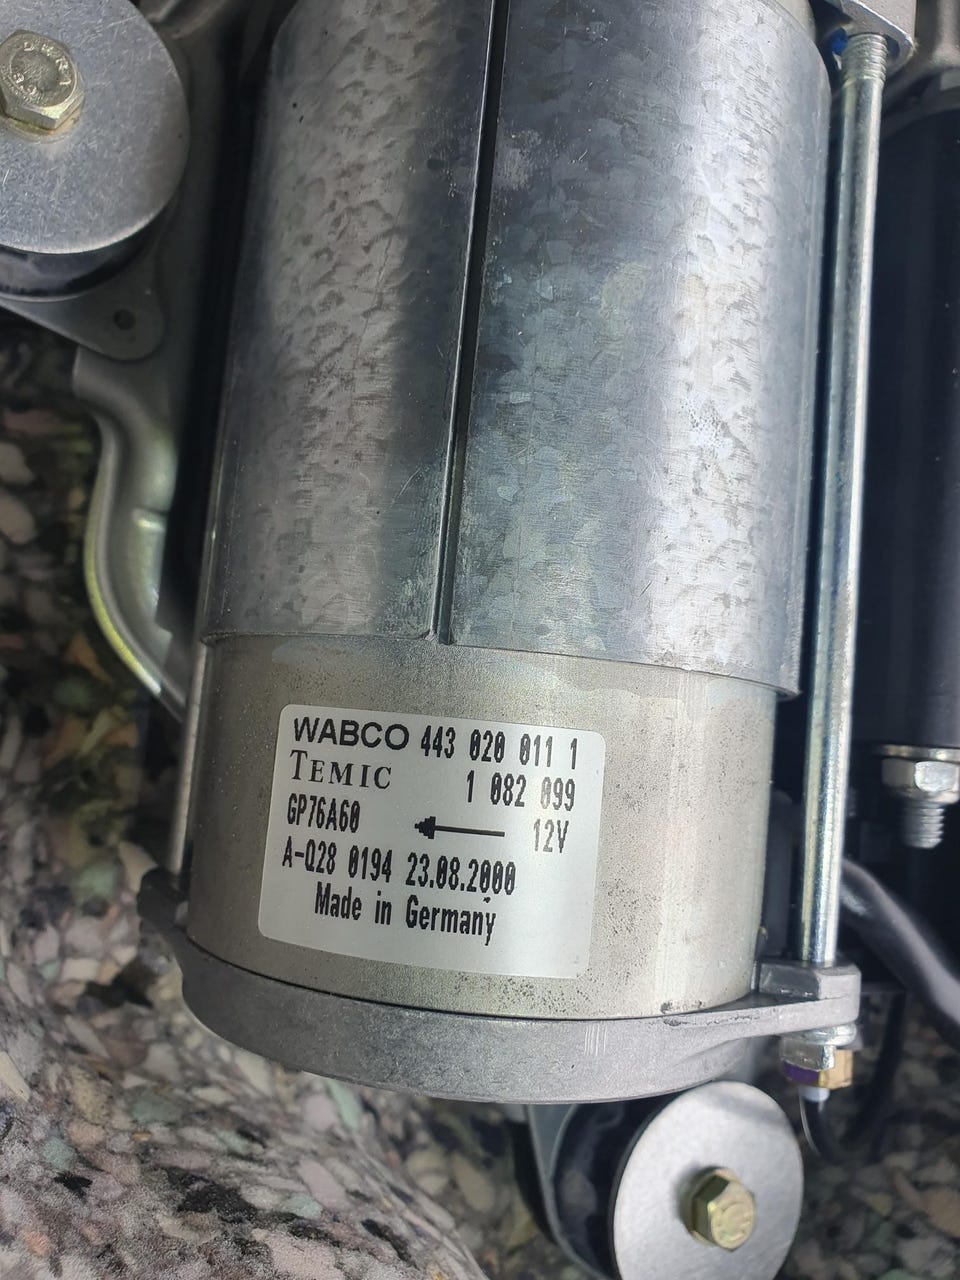 WABCO 443 020 011 1
TEMIC 1 082 099
GP76A60 12V
A-Q28 0194 23.08.2000
Made in Germany